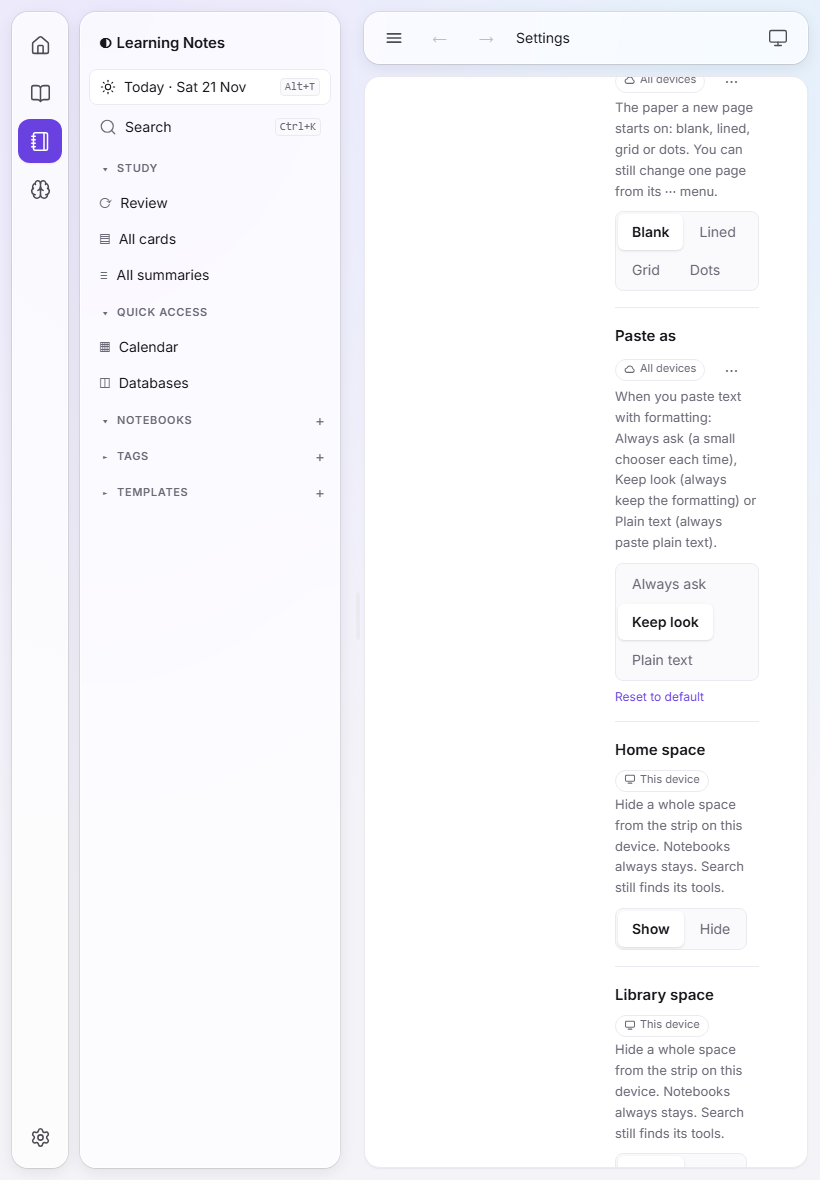 Learning Notes
Today · Sat 21 Nov Alt+T
Search Ctrl+K
STUDY
Review
All cards
All summaries
QUICK ACCESS
Calendar
Databases
NOTEBOOKS +
TAGS +
TEMPLATES +
Settings
All devices ···
The paper a new page
starts on: blank, lined,
grid or dots. You can
still change one page
from its ··· menu.
Blank Lined
Grid Dots
Paste as
All devices ···
When you paste text
with formatting:
Always ask (a small
chooser each time),
Keep look (always
keep the formatting) or
Plain text (always
paste plain text).
Always ask
Keep look
Plain text
Reset to default
Home space
This device
Hide a whole space
from the strip on this
device. Notebooks
always stays. Search
still finds its tools.
Show Hide
Library space
This device
Hide a whole space
from the strip on this
device. Notebooks
always stays. Search
still finds its tools.